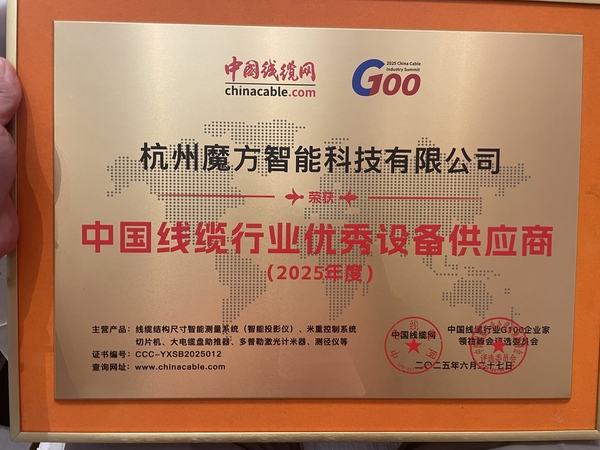 中国线缆网
chinacable.com
2025 China Cable
Industry Summit
G100
杭州魔方智能科技有限公司
荣获
中国线缆行业优秀设备供应商
（2025年度）
主营产品：线缆结构尺寸智能测量系统（智能投影仪）、米重控制系统
切片机、大电缆盘助推器、多普勒激光计米器、测径仪等
证书编号：CCC-YXSB2025012
查询网址：www.chinacable.com
中国线缆网
中国线缆行业G100企业家
领袖峰会评选委员会
二〇二五年六月二十七日